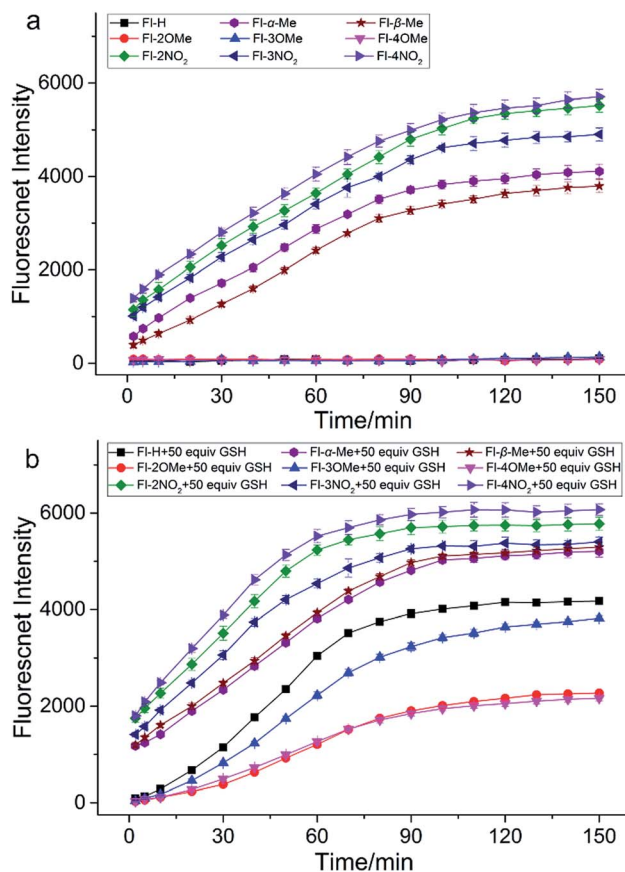 a
Fl-H Fl-α-Me Fl-β-Me
Fl-2OMe Fl-3OMe Fl-4OMe
Fl-2NO₂ Fl-3NO₂ Fl-4NO₂
6000
4000
2000
0
Fluorescnet Intensity
0 30 60 90 120 150
Time/min
b
Fl-H+50 equiv GSH Fl-α-Me+50 equiv GSH Fl-β-Me+50 equiv GSH
Fl-2OMe+50 equiv GSH Fl-3OMe+50 equiv GSH Fl-4OMe+50 equiv GSH
Fl-2NO₂+50 equiv GSH Fl-3NO₂+50 equiv GSH Fl-4NO₂+50 equiv GSH
6000
4000
2000
0
Fluorescnet Intensity
0 30 60 90 120 150
Time/min